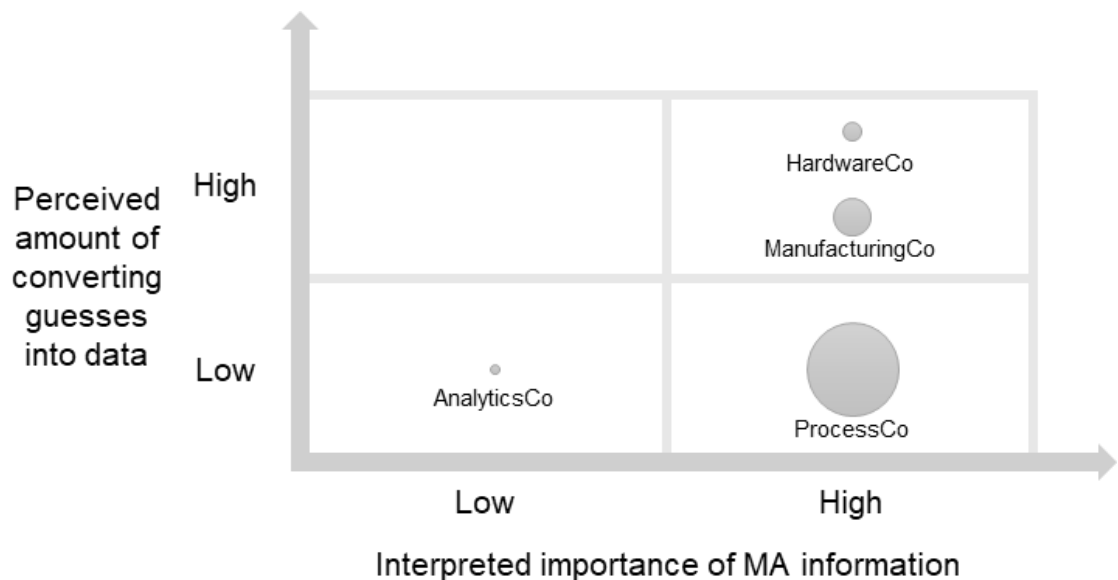 Perceived
amount of
converting
guesses
into data
High
HardwareCo
ManufacturingCo
Low
AnalyticsCo
ProcessCo
Low
High
Interpreted importance of MA information